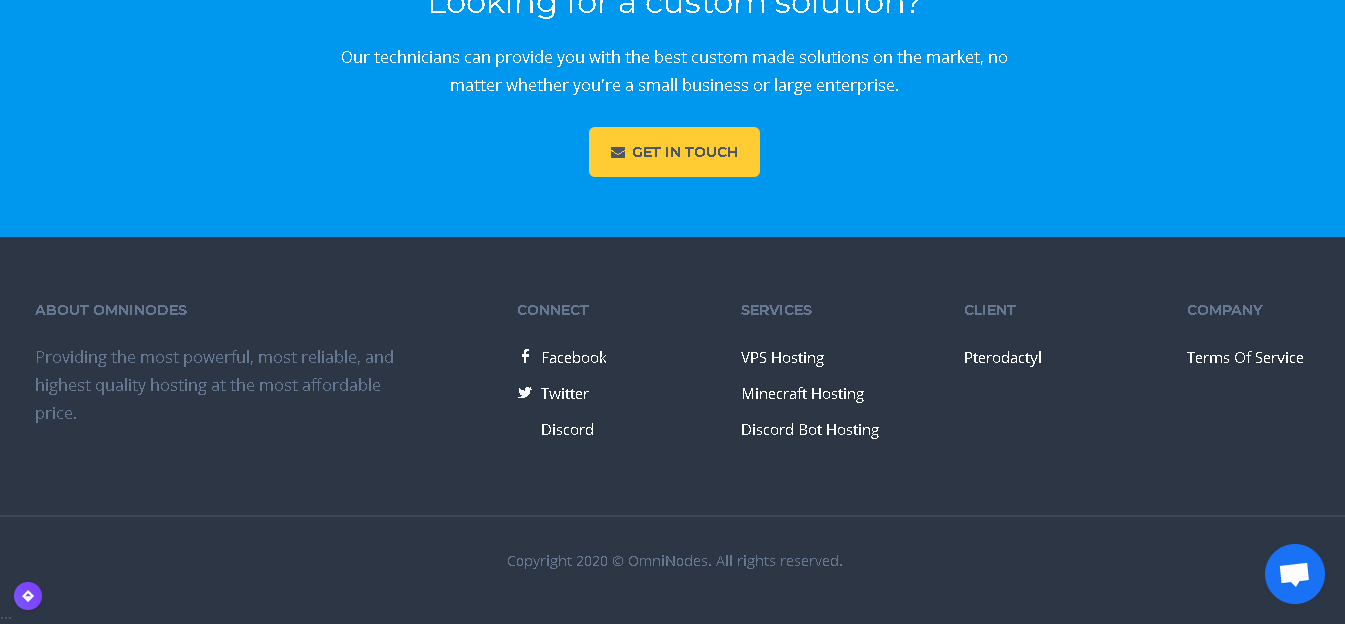 Looking for a custom solution?
Our technicians can provide you with the best custom made solutions on the market, no
matter whether you're a small business or large enterprise.
GET IN TOUCH
ABOUT OMNINODES
Providing the most powerful, most reliable, and
highest quality hosting at the most affordable
price.
CONNECT
Facebook
Twitter
Discord
SERVICES
VPS Hosting
Minecraft Hosting
Discord Bot Hosting
CLIENT
Pterodactyl
COMPANY
Terms Of Service
Copyright 2020 © OmniNodes. All rights reserved.